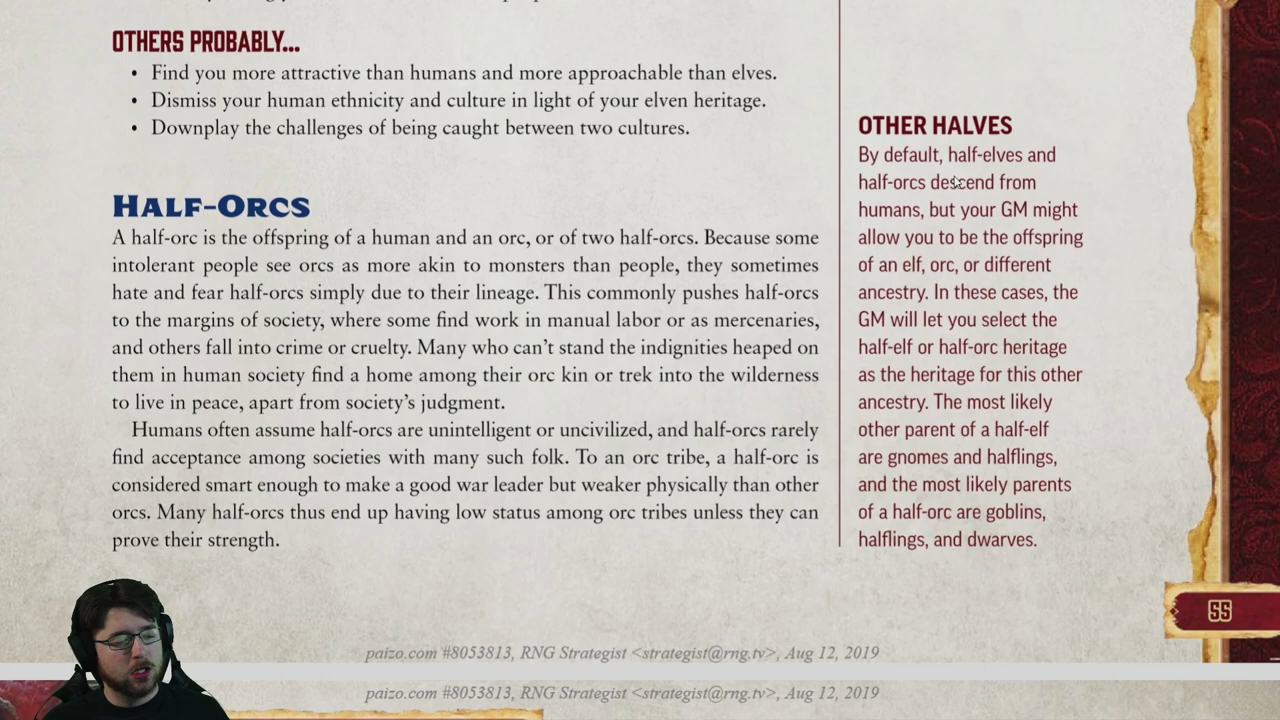 OTHERS PROBABLY...
• Find you more attractive than humans and more approachable than elves.
• Dismiss your human ethnicity and culture in light of your elven heritage.
• Downplay the challenges of being caught between two cultures.
HALF-ORCS
A half-orc is the offspring of a human and an orc, or of two half-orcs. Because some
intolerant people see orcs as more akin to monsters than people, they sometimes
hate and fear half-orcs simply due to their lineage. This commonly pushes half-orcs
to the margins of society, where some find work in manual labor or as mercenaries,
and others fall into crime or cruelty. Many who can't stand the indignities heaped on
them in human society find a home among their orc kin or trek into the wilderness
to live in peace, apart from society's judgment.
Humans often assume half-orcs are unintelligent or uncivilized, and half-orcs rarely
find acceptance among societies with many such folk. To an orc tribe, a half-orc is
considered smart enough to make a good war leader but weaker physically than other
orcs. Many half-orcs thus end up having low status among orc tribes unless they can
prove their strength.
OTHER HALVES
By default, half-elves and
half-orcs descend from
humans, but your GM might
allow you to be the offspring
of an elf, orc, or different
ancestry. In these cases, the
GM will let you select the
half-elf or half-orc heritage
as the heritage for this other
ancestry. The most likely
other parent of a half-elf
are gnomes and halflings,
and the most likely parents
of a half-orc are goblins,
halflings, and dwarves.
55
paizo.com #8053813, RNG Strategist <strategist@rng.tv>, Aug 12, 2019
paizo.com #8053813, RNG Strategist <strategist@rng.tv>, Aug 12, 2019